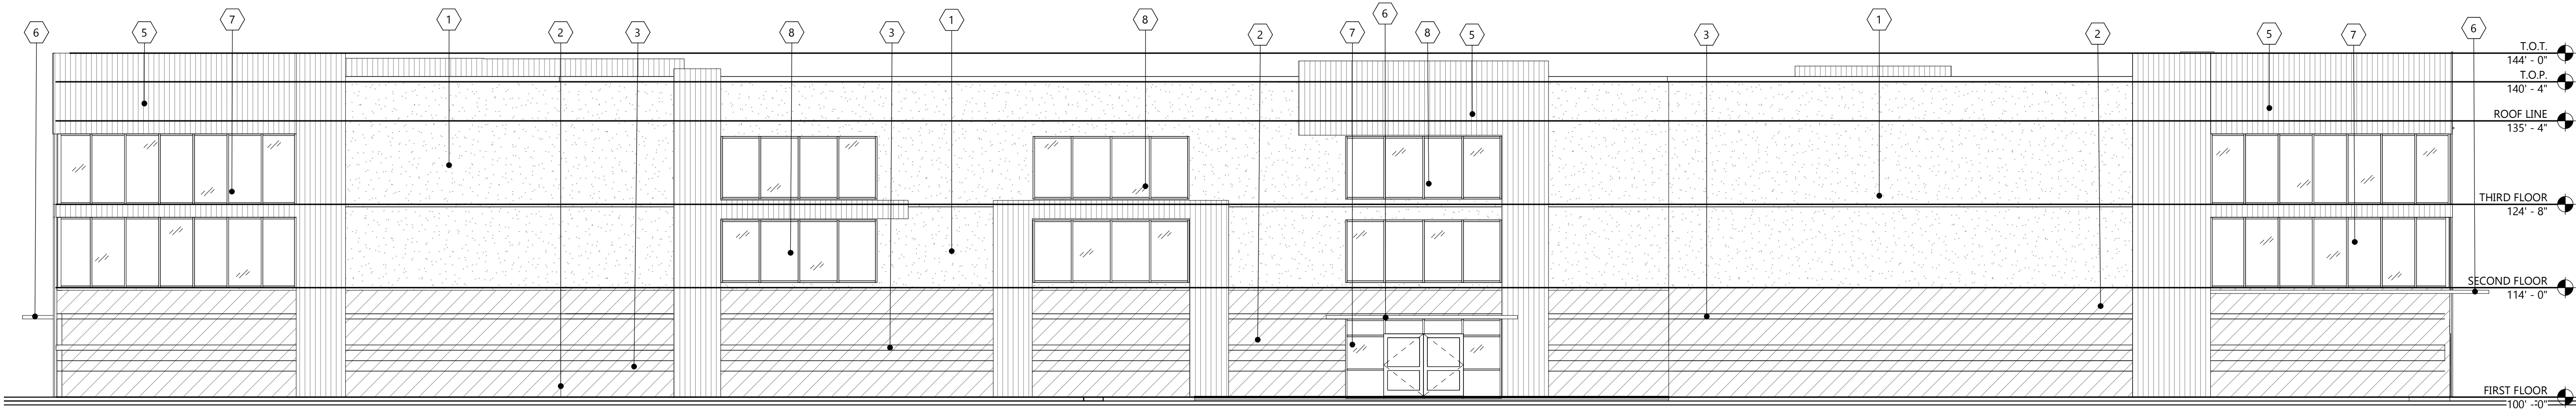 6
5
7
1
2
3
8
3
1
8
2
7
6
8
5
3
1
2
5
7
6
T.O.T.
144' - 0"
T.O.P.
140' - 4"
ROOF LINE
135' - 4"
THIRD FLOOR
124' - 8"
SECOND FLOOR
114' - 0"
FIRST FLOOR
100' - 0"